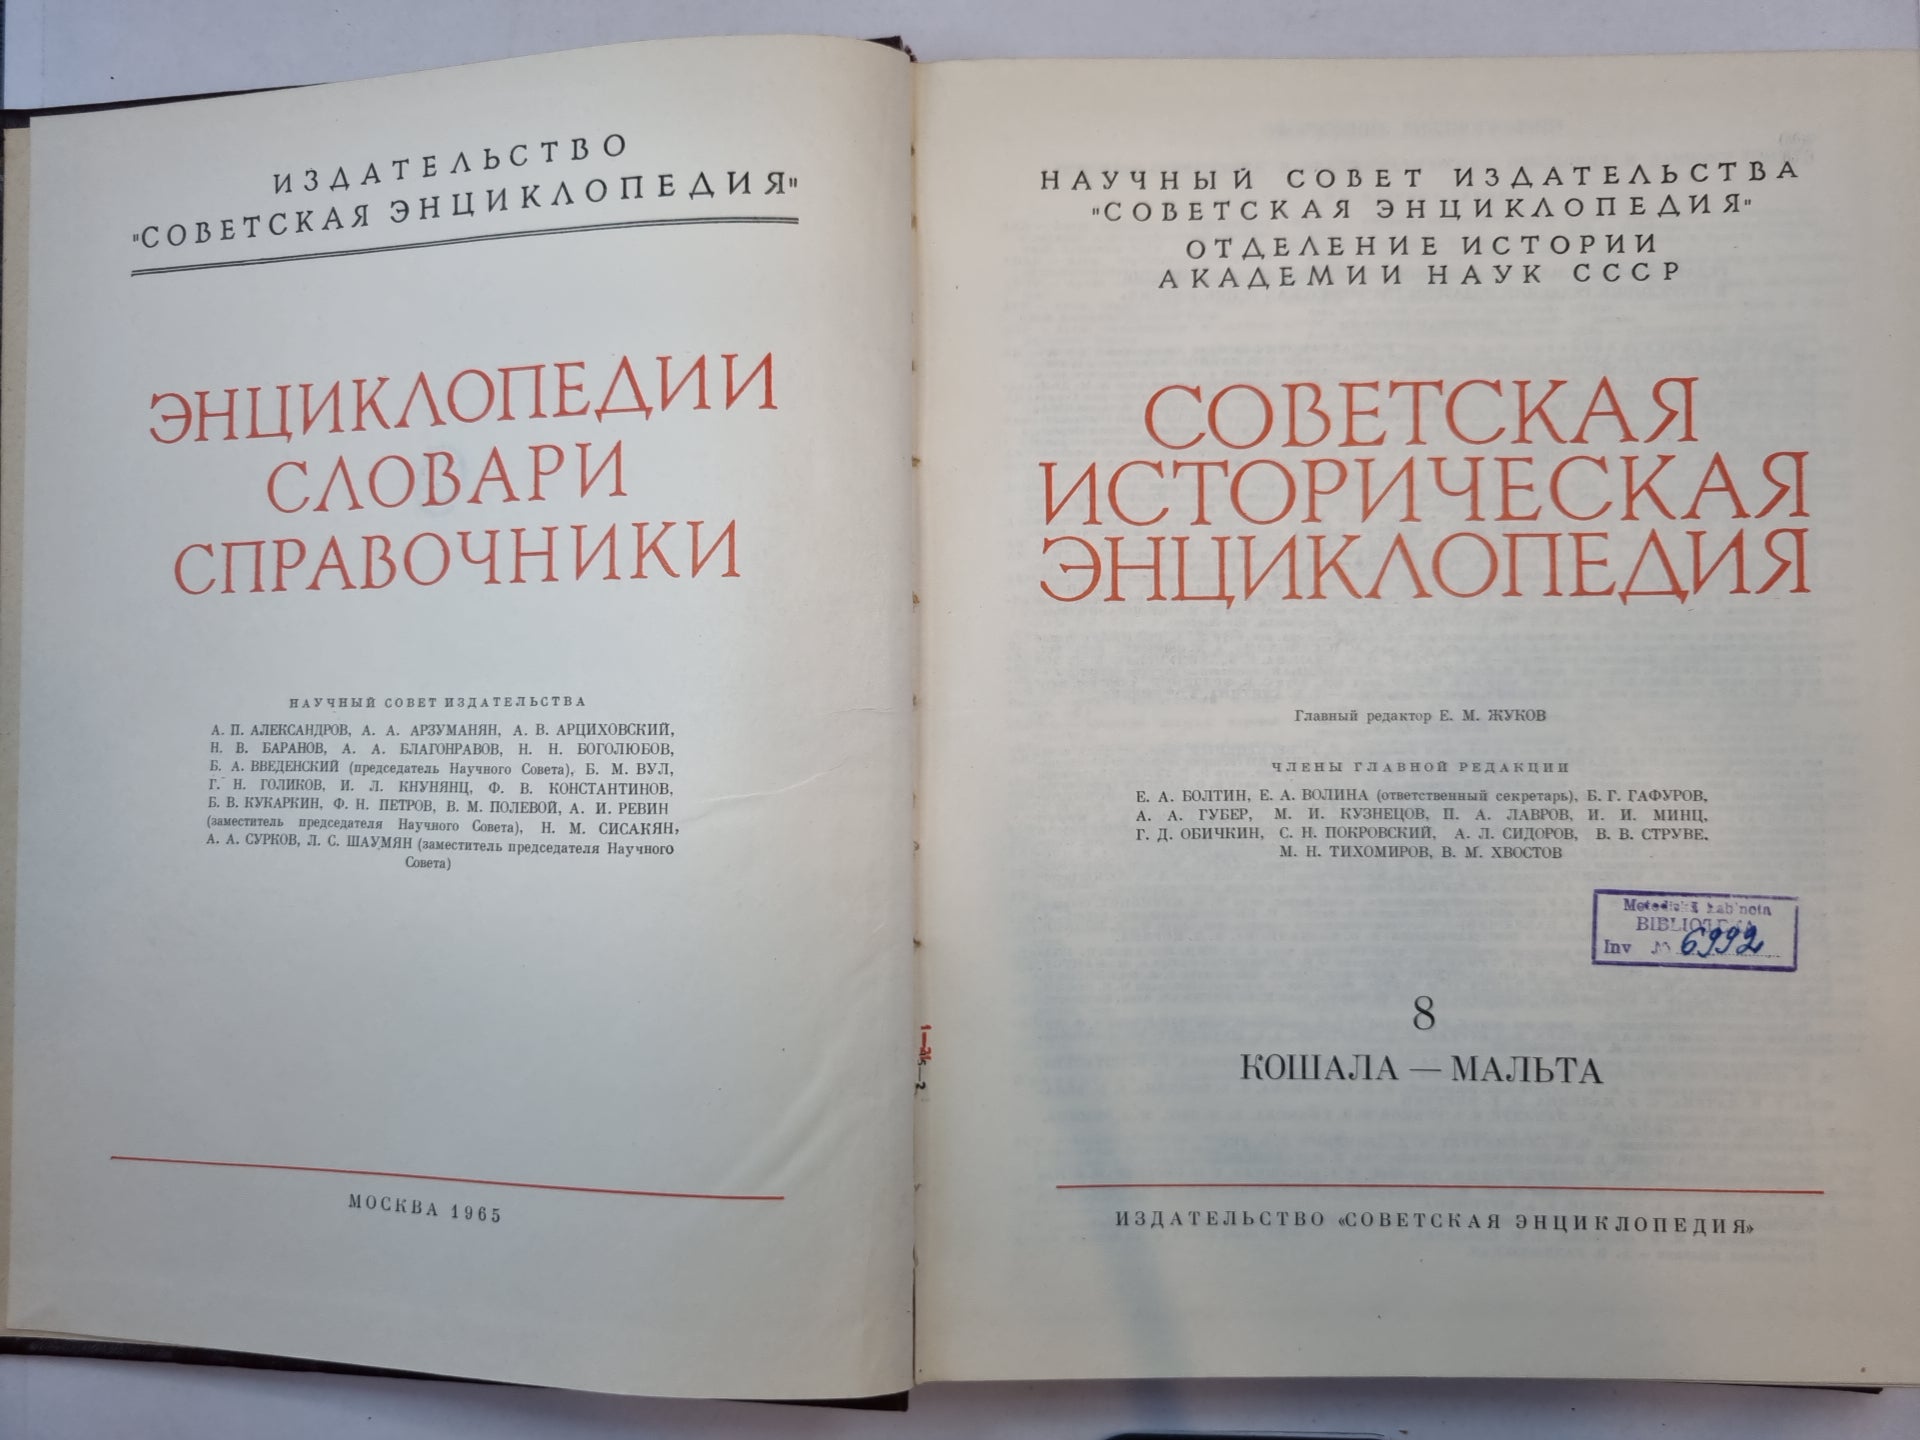 ИЗДАТЕЛЬСТВО
"СОВЕТСКАЯ ЭНЦИКЛОПЕДИЯ"
ЭНЦИКЛОПЕДИИ
СЛОВАРИ
СПРАВОЧНИКИ
НАУЧНЫЙ СОВЕТ ИЗДАТЕЛЬСТВА
А. П. АЛЕКСАНДРОВ, А. А. АРЗУМАНЯН, А. В. АРЦИХОВСКИЙ,
Н. В. БАРАНОВ, А. А. БЛАГОНРАВОВ, Н. Н. БОГОЛЮБОВ,
Б. А. ВВЕДЕНСКИЙ (председатель Научного Совета), Б. М. ВУЛ,
Г. Н. ГОЛИКОВ, И. Л. КНУНЯНЦ, Ф. В. КОНСТАНТИНОВ,
Б. В. КУКАРКИН, Ф. Н. ПЕТРОВ, В. М. ПОЛЕВОЙ, А. И. РЕВИН
(заместитель председателя Научного Совета), Н. М. СИСАКЯН,
А. А. СУРКОВ, Л. С. ШАУМЯН (заместитель председателя Научного
Совета)
МОСКВА 1965
НАУЧНЫЙ СОВЕТ ИЗДАТЕЛЬСТВА
"СОВЕТСКАЯ ЭНЦИКЛОПЕДИЯ"
ОТДЕЛЕНИЕ ИСТОРИИ
АКАДЕМИИ НАУК СССР
СОВЕТСКАЯ
ИСТОРИЧЕСКАЯ
ЭНЦИКЛОПЕДИЯ
Главный редактор Е. М. ЖУКОВ
ЧЛЕНЫ ГЛАВНОЙ РЕДАКЦИИ
Е. А. БОЛТИН, Е. А. ВОЛИНА (ответственный секретарь), Б. Г. ГАФУРОВ,
А. А. ГУБЕР, М. И. КУЗНЕЦОВ, П. А. ЛАВРОВ, И. И. МИНЦ,
Г. Д. ОБИЧКИН, С. Н. ПОКРОВСКИЙ, А. Л. СИДОРОВ, В. В. СТРУВЕ,
М. Н. ТИХОМИРОВ, В. М. ХВОСТОВ
BIBLIOTEKA
Inv № 6992
8
КОШАЛА — МАЛЬТА
ИЗДАТЕЛЬСТВО «СОВЕТСКАЯ ЭНЦИКЛОПЕДИЯ»